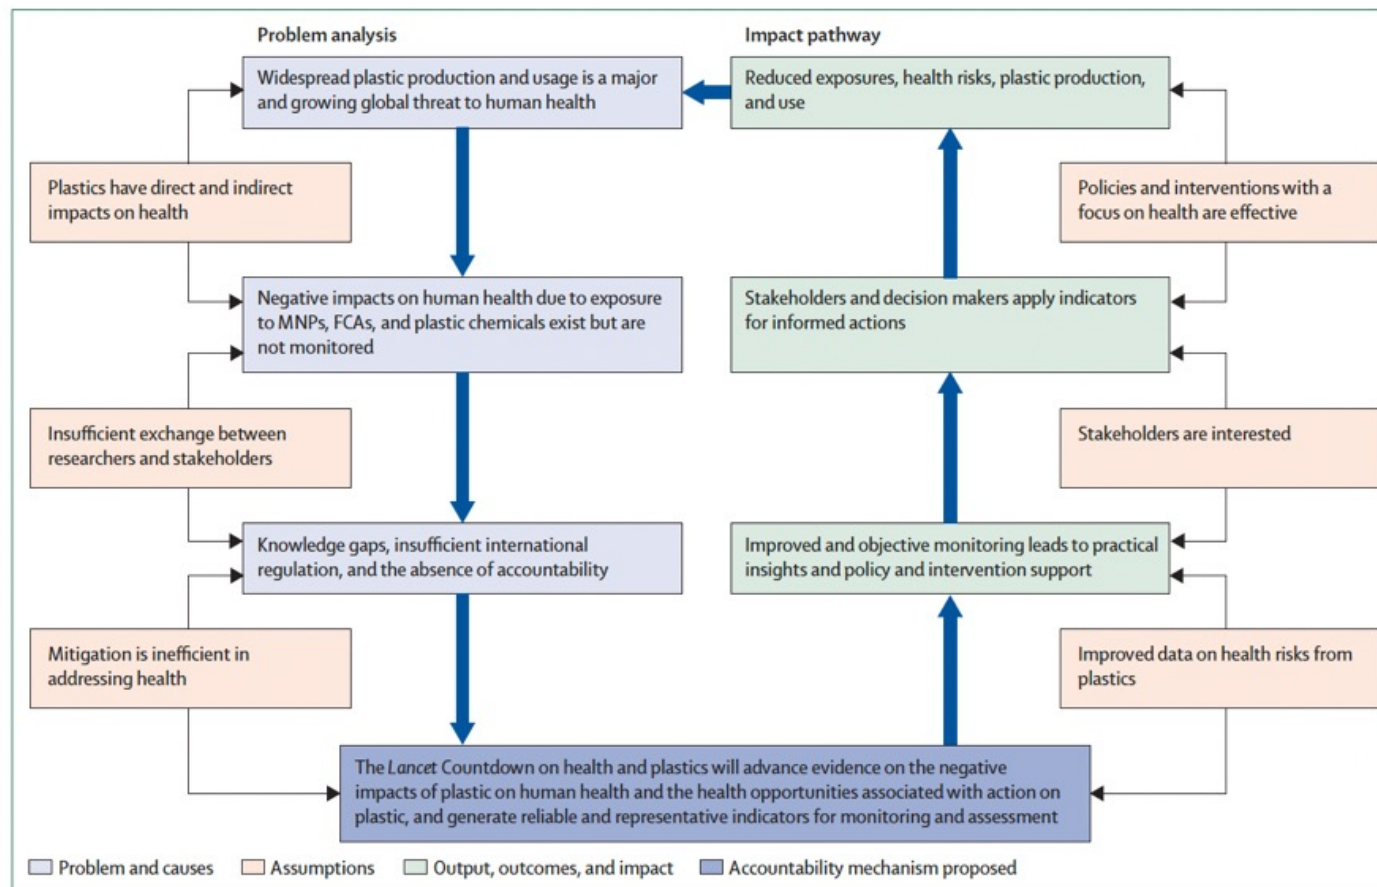 Problem analysis
Impact pathway
Widespread plastic production and usage is a major
and growing global threat to human health
Reduced exposures, health risks, plastic production,
and use
Plastics have direct and indirect
impacts on health
Policies and interventions with a
focus on health are effective
Negative impacts on human health due to exposure
to MNPs, FCAs, and plastic chemicals exist but are
not monitored
Stakeholders and decision makers apply indicators
for informed actions
Insufficient exchange between
researchers and stakeholders
Stakeholders are interested
Knowledge gaps, insufficient international
regulation, and the absence of accountability
Improved and objective monitoring leads to practical
insights and policy and intervention support
Mitigation is inefficient in
addressing health
Improved data on health risks from
plastics
The Lancet Countdown on health and plastics will advance evidence on the negative
impacts of plastic on human health and the health opportunities associated with action on
plastic, and generate reliable and representative indicators for monitoring and assessment
Problem and causes
Assumptions
Output, outcomes, and impact
Accountability mechanism proposed